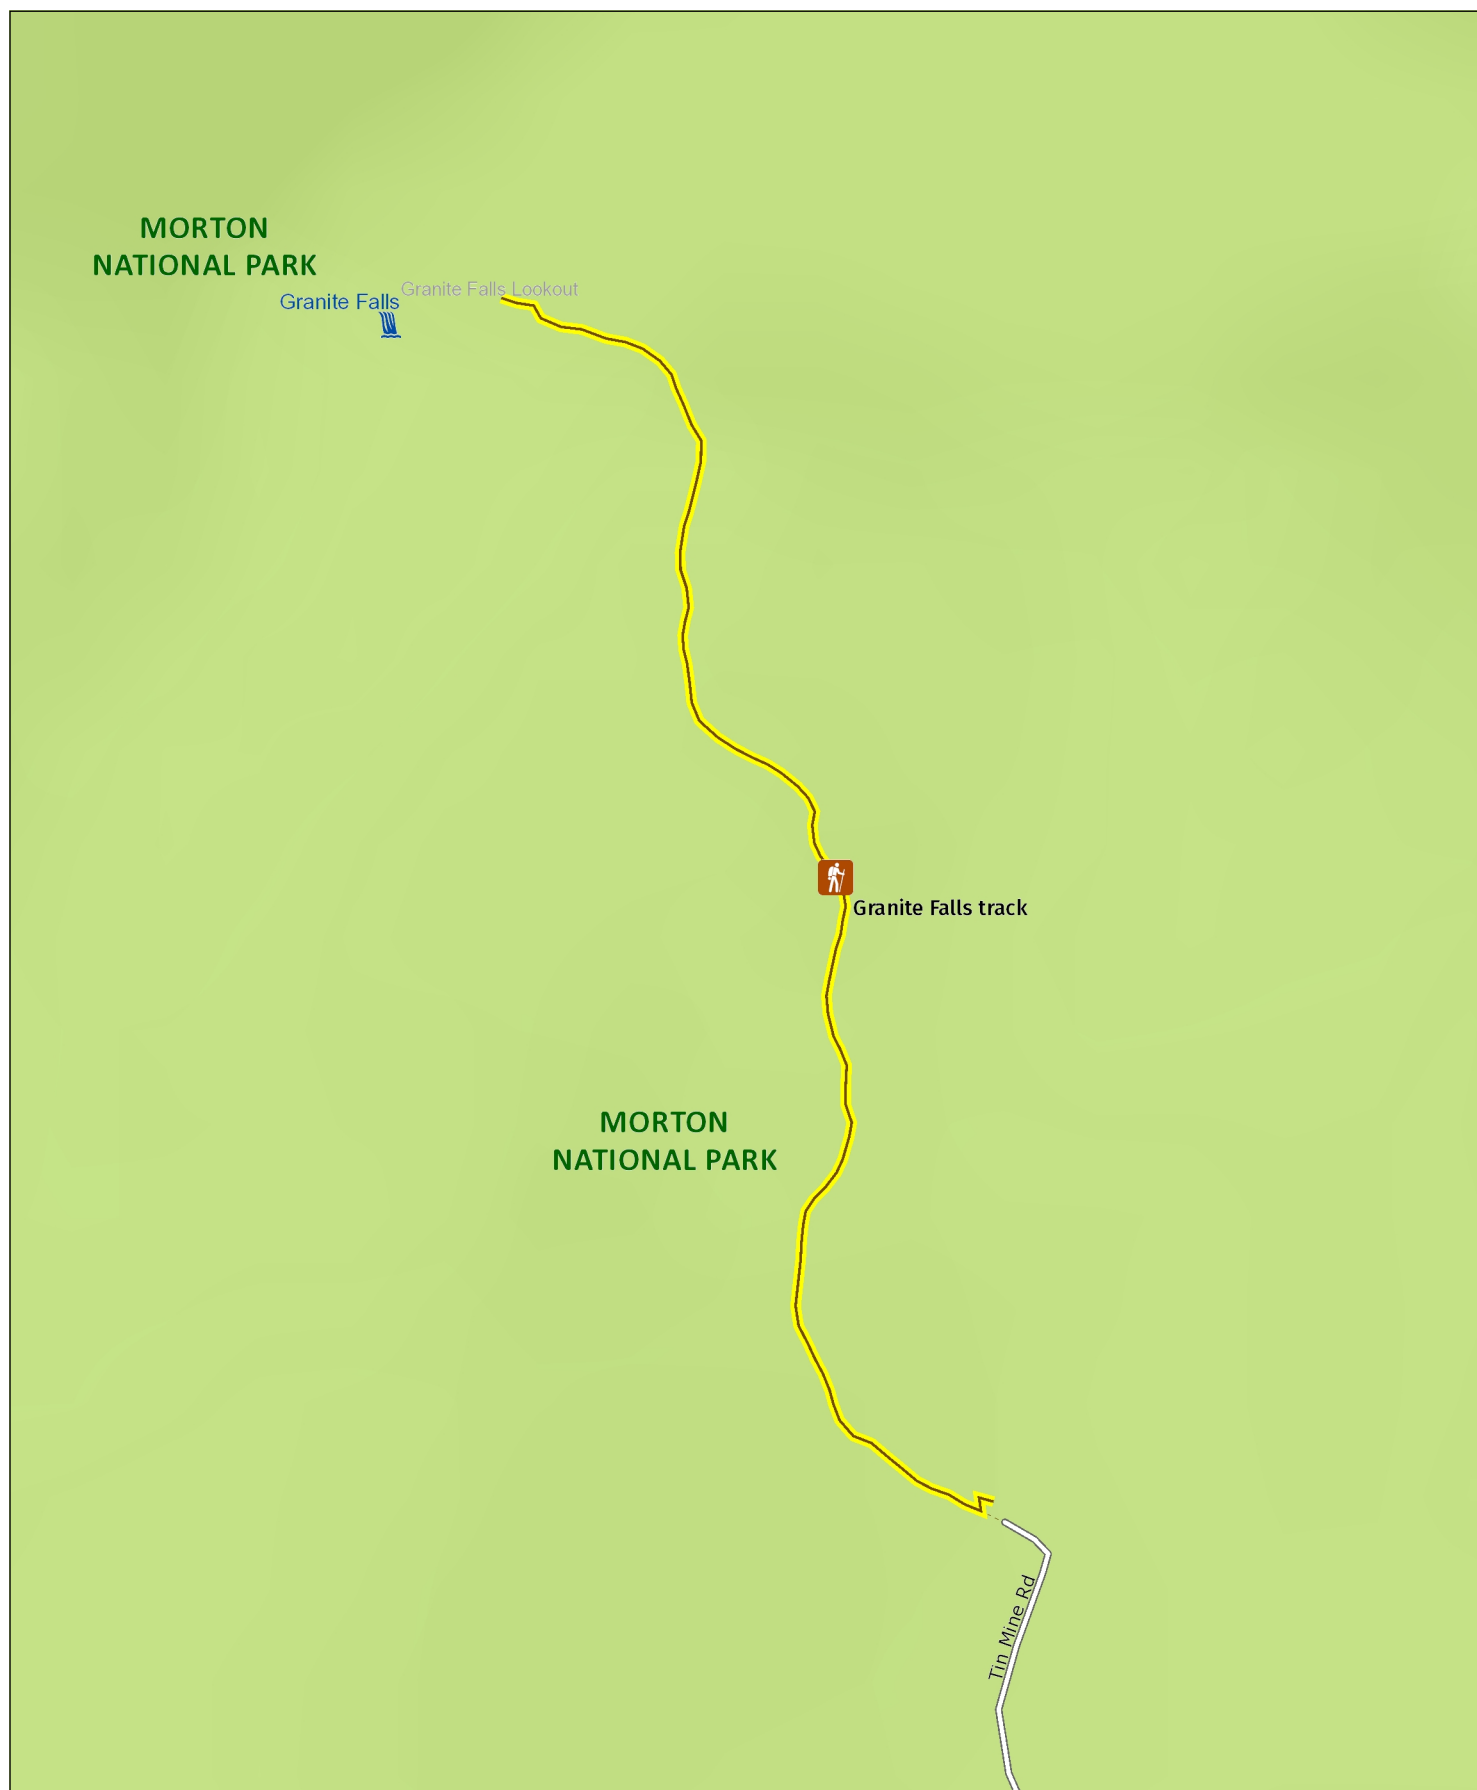 MORTON
NATIONAL PARK
Granite Falls Lookout
Granite Falls
Granite Falls track
MORTON
NATIONAL PARK
Tin Mine Rd